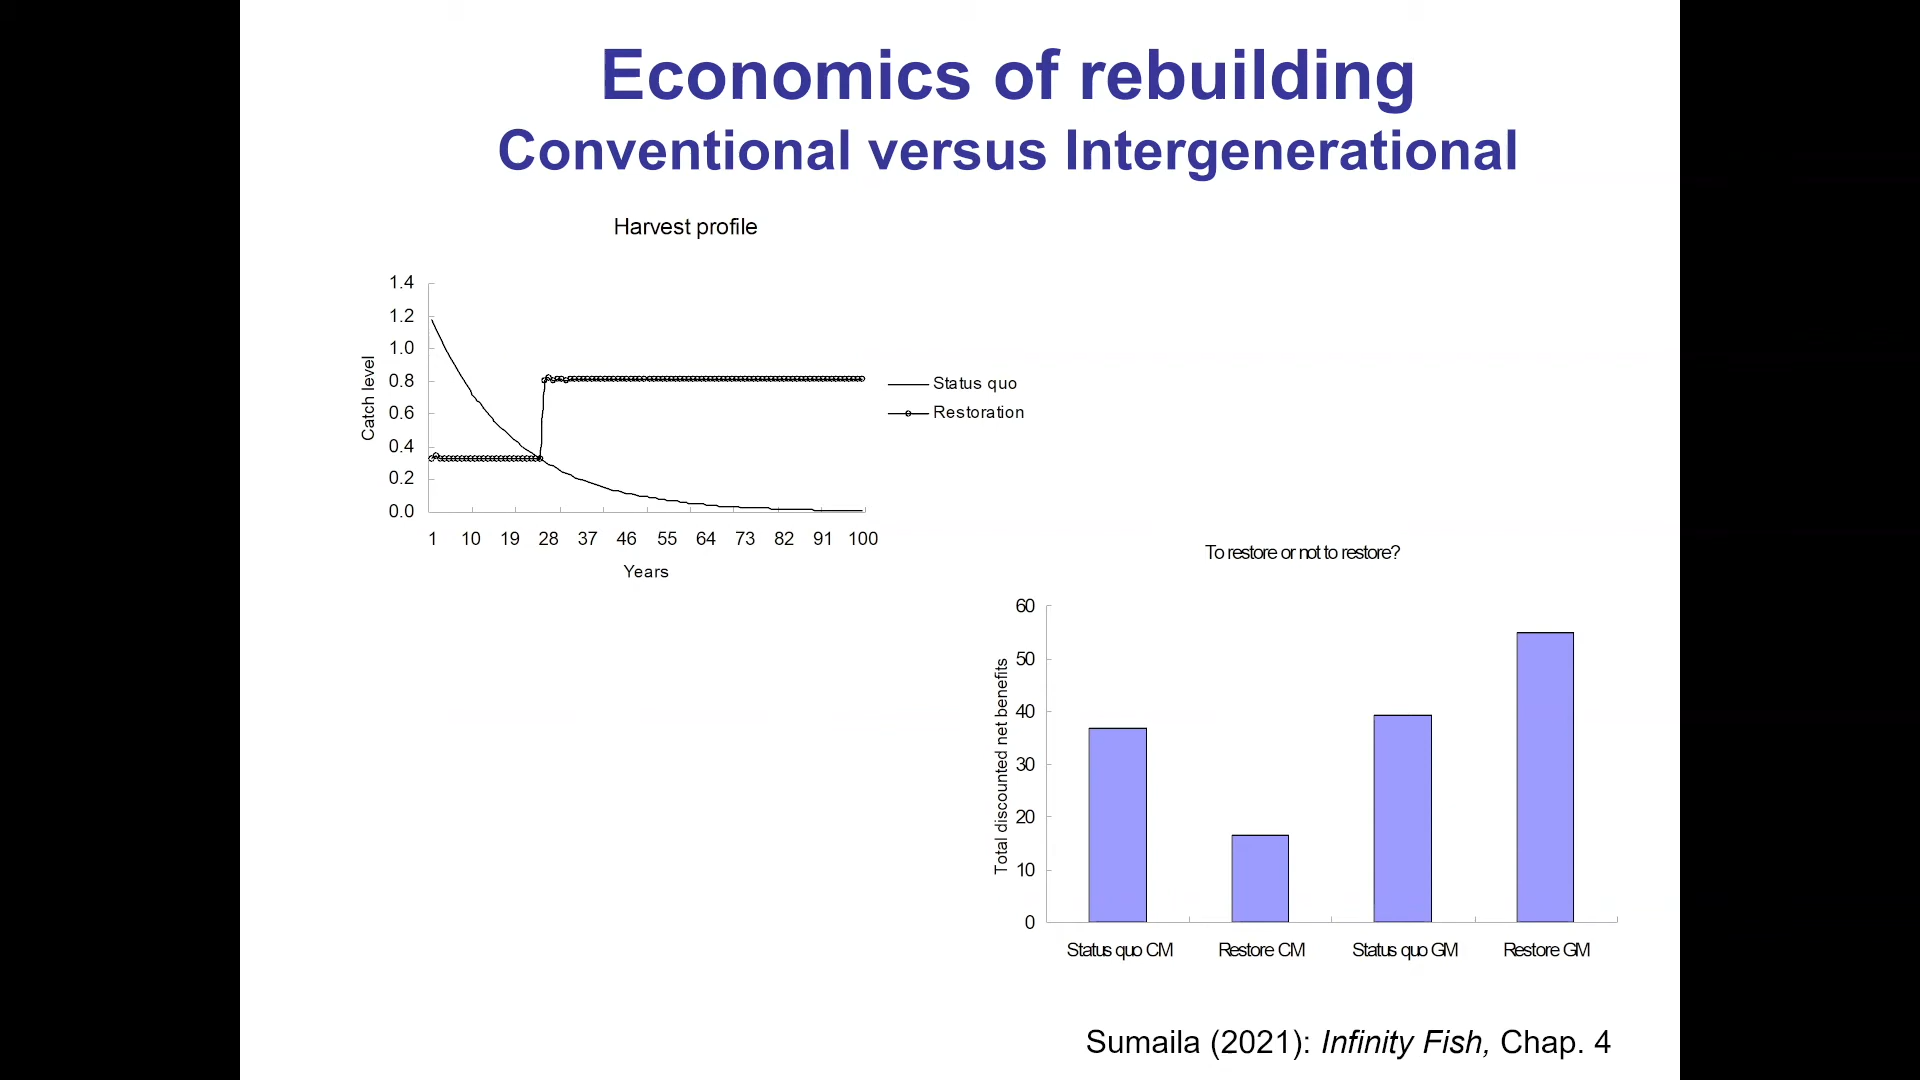 Economics of rebuilding
Conventional versus Intergenerational
Harvest profile
1.4
1.2
1.0
0.8
0.6
0.4
0.2
0.0
Catch level
1 10 19 28 37 46 55 64 73 82 91 100
Years
Status quo
Restoration
To restore or not to restore?
60
50
40
30
20
10
0
Total discounted net benefits
Status quo CM Restore CM Status quo GM Restore GM
Sumaila (2021): Infinity Fish, Chap. 4